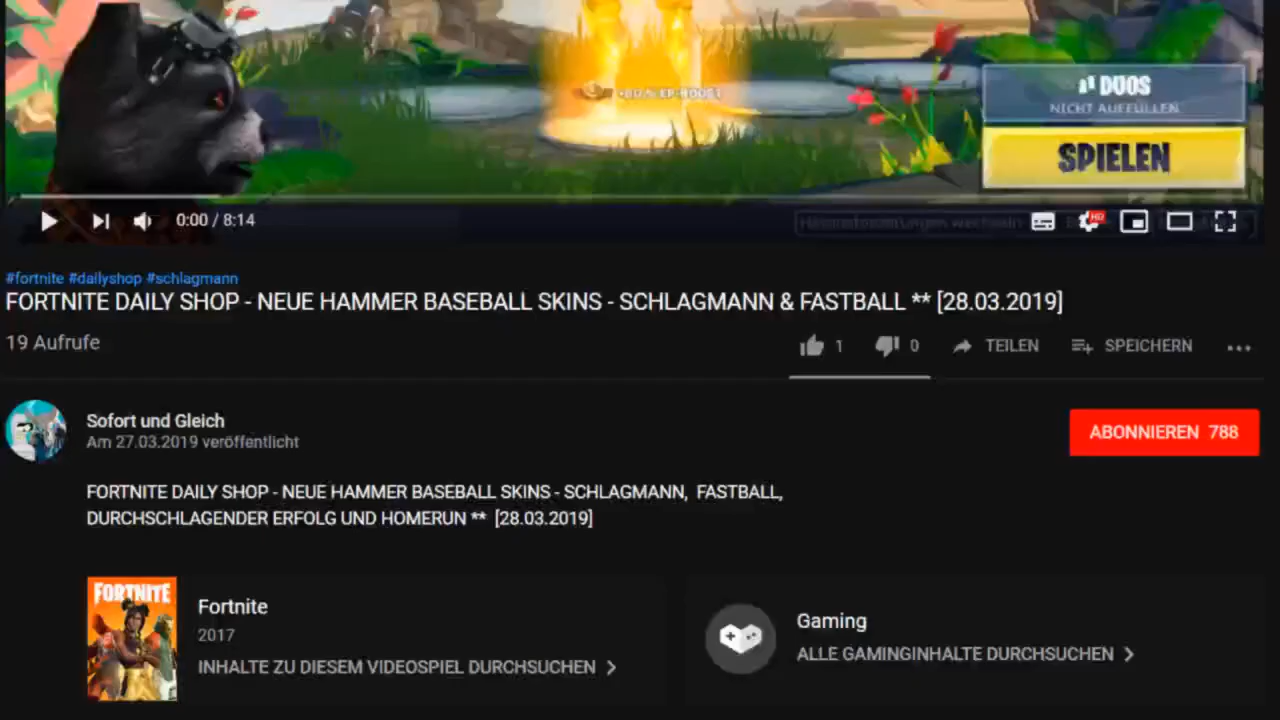 DUOS
NICHT AUFFÜLLEN
SPIELEN
0:00 / 8:14
HD
#fortnite #dailyshop #schlagmann
FORTNITE DAILY SHOP - NEUE HAMMER BASEBALL SKINS - SCHLAGMANN & FASTBALL ** [28.03.2019]
19 Aufrufe
1
0
TEILEN
SPEICHERN
Sofort und Gleich
Am 27.03.2019 veröffentlicht
ABONNIEREN 788
FORTNITE DAILY SHOP - NEUE HAMMER BASEBALL SKINS - SCHLAGMANN, FASTBALL,
DURCHSCHLAGENDER ERFOLG UND HOMERUN ** [28.03.2019]
FORTNITE
Fortnite
2017
INHALTE ZU DIESEM VIDEOSPIEL DURCHSUCHEN
Gaming
ALLE GAMINGINHALTE DURCHSUCHEN